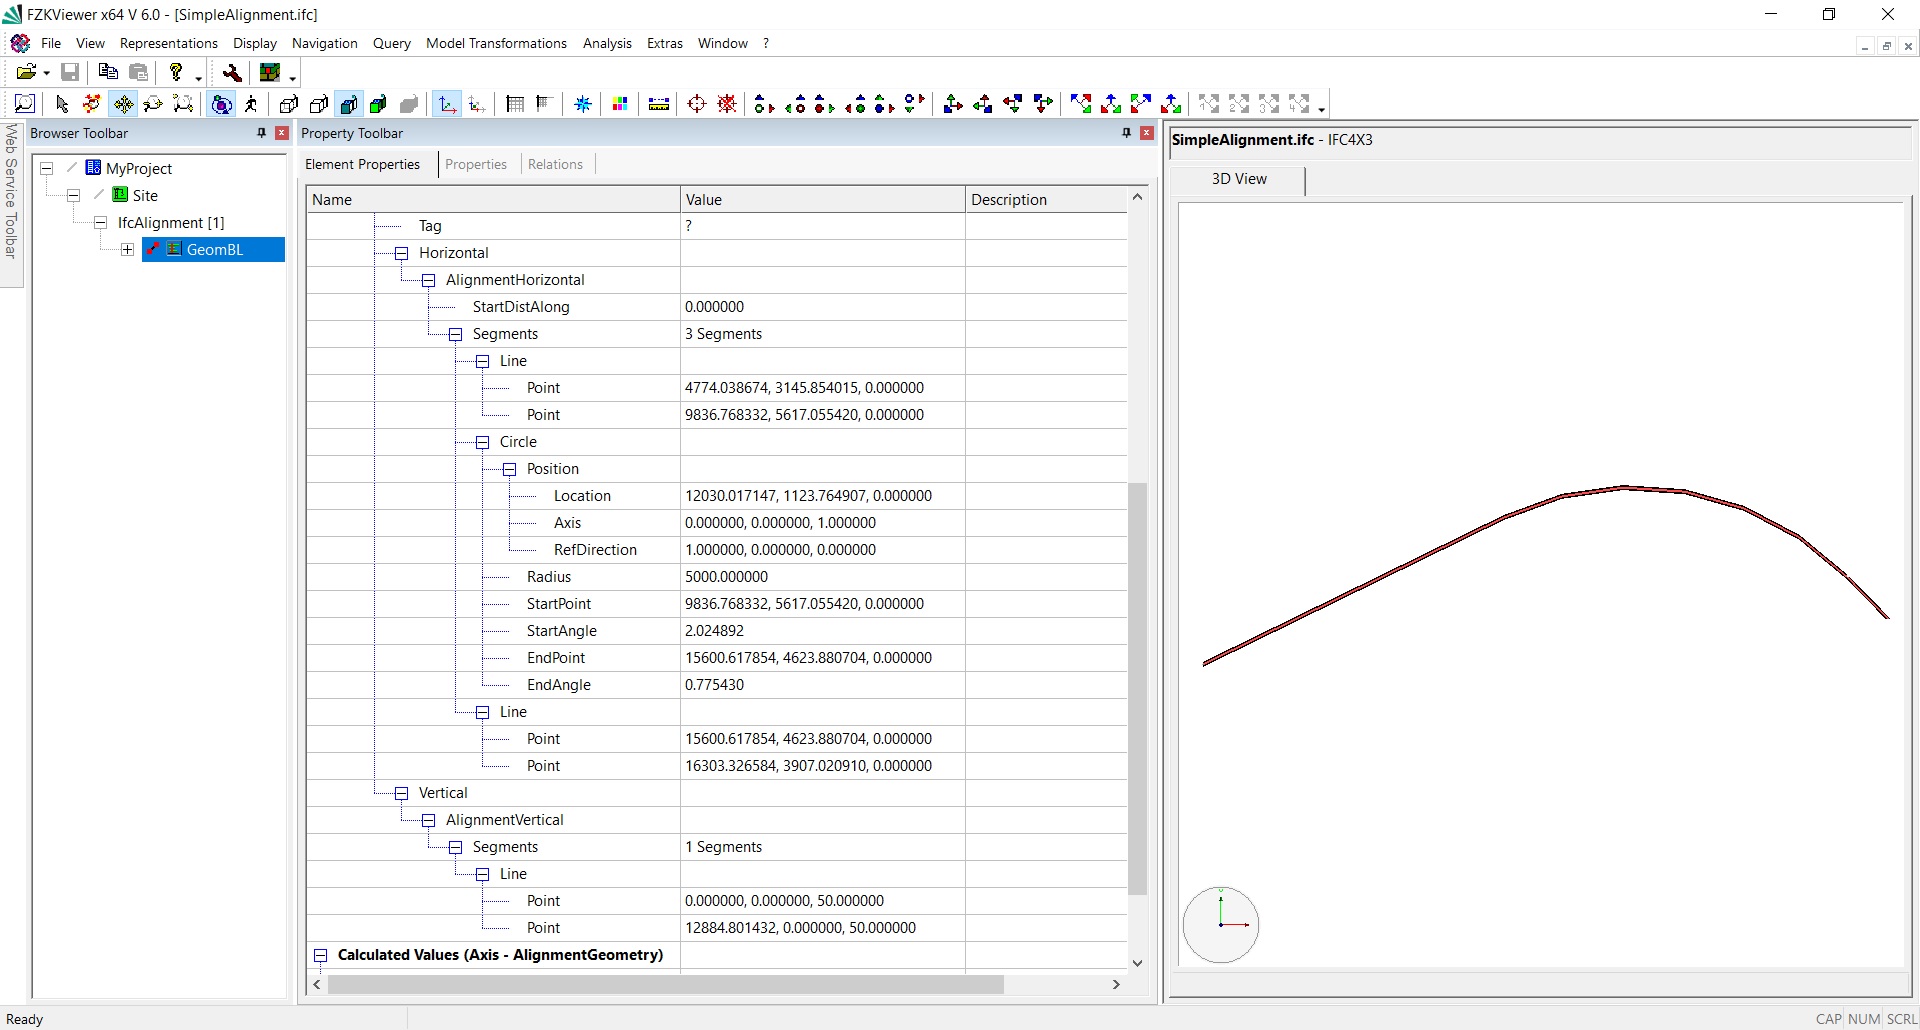 FZKViewer x64 V 6.0 - [SimpleAlignment.ifc]
File View Representations Display Navigation Query Model Transformations Analysis Extras Window ?
Web Service Toolbar
Browser Toolbar
MyProject
Site
IfcAlignment [1]
GeomBL
Property Toolbar
Element Properties Properties Relations
Name Value Description
Tag ?
Horizontal
AlignmentHorizontal
StartDistAlong 0.000000
Segments 3 Segments
Line
Point 4774.038674, 3145.854015, 0.000000
Point 9836.768332, 5617.055420, 0.000000
Circle
Position
Location 12030.017147, 1123.764907, 0.000000
Axis 0.000000, 0.000000, 1.000000
RefDirection 1.000000, 0.000000, 0.000000
Radius 5000.000000
StartPoint 9836.768332, 5617.055420, 0.000000
StartAngle 2.024892
EndPoint 15600.617854, 4623.880704, 0.000000
EndAngle 0.775430
Line
Point 15600.617854, 4623.880704, 0.000000
Point 16303.326584, 3907.020910, 0.000000
Vertical
AlignmentVertical
Segments 1 Segments
Line
Point 0.000000, 0.000000, 50.000000
Point 12884.801432, 0.000000, 50.000000
Calculated Values (Axis - AlignmentGeometry)
SimpleAlignment.ifc - IFC4X3
3D View
Ready
CAP NUM SCRL